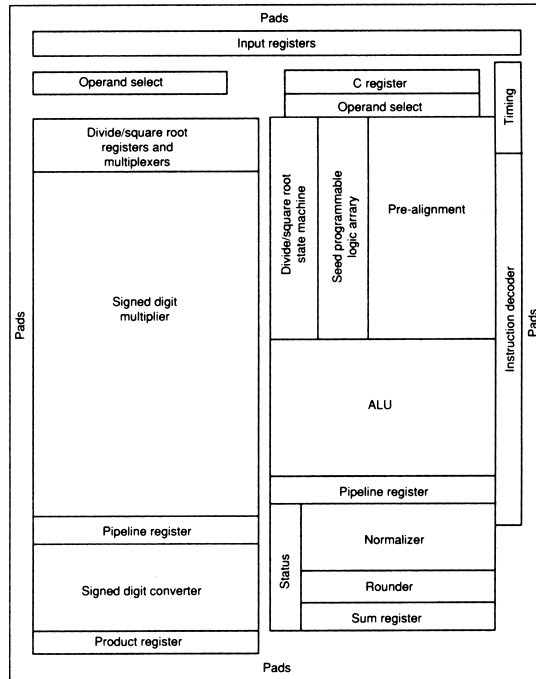 Pads
Input registers
Operand select
C register
Operand select
Timing
Divide/square root
registers and
multiplexers
Divide/square root
state machine
Seed programmable
logic arrary
Pre-alignment
Instruction decoder
Pads
Pads
Signed digit
multiplier
ALU
Pipeline register
Pipeline register
Status
Normalizer
Signed digit converter
Rounder
Sum register
Product register
Pads